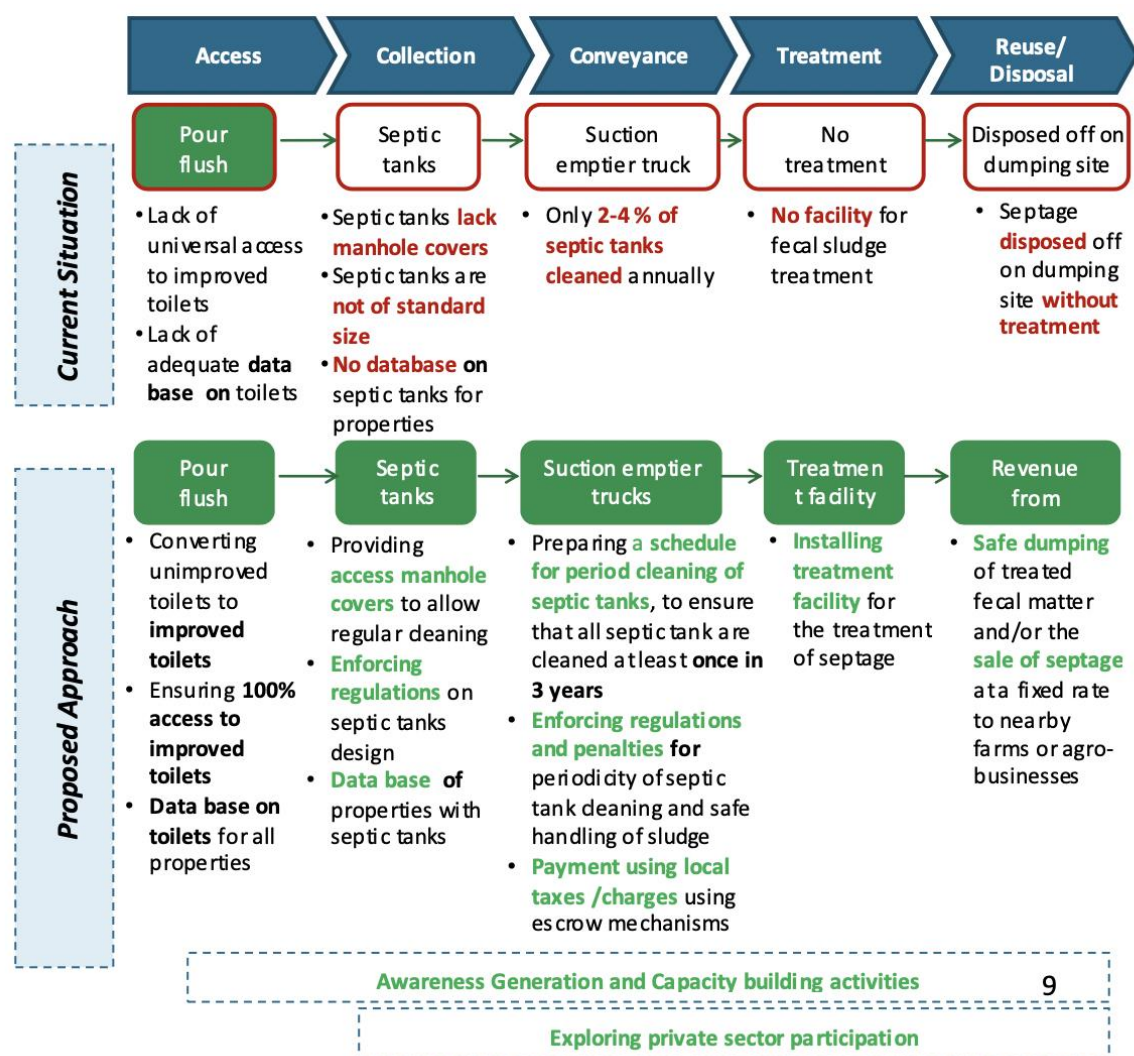 Access
Collection
Conveyance
Treatment
Reuse/
Disposal
Current Situation
Pour
flush
Septic
tanks
Suction
emptier truck
No
treatment
Disposed off on
dumping site
•Lack of
universal access
to improved
toilets
•Lack of
adequate data
base on toilets
•Septic tanks lack
manhole covers
•Septic tanks are
not of standard
size
•No database on
septic tanks for
properties
• Only 2-4 % of
septic tanks
cleaned annually
• No facility for
fecal sludge
treatment
• Septage
disposed off
on dumping
site without
treatment
Proposed Approach
Pour
flush
Septic
tanks
Suction emptier
trucks
Treatmen
t facility
Revenue
from
• Converting
unimproved
toilets to
improved
toilets
• Ensuring 100%
access to
improved
toilets
• Data base on
toilets for all
properties
• Providing
access manhole
covers to allow
regular cleaning
• Enforcing
regulations on
septic tanks
design
• Data base of
properties with
septic tanks
• Preparing a schedule
for period cleaning of
septic tanks, to ensure
that all septic tank are
cleaned atleast once in
3 years
• Enforcing regulations
and penalties for
periodicity of septic
tank cleaning and safe
handling of sludge
• Payment using local
taxes /charges using
escrow mechanisms
• Installing
treatment
facility for
the treatment
of septage
• Safe dumping
of treated
fecal matter
and/or the
sale of septage
at a fixed rate
to nearby
farms or agro-
businesses
Awareness Generation and Capacity building activities
9
Exploring private sector participation